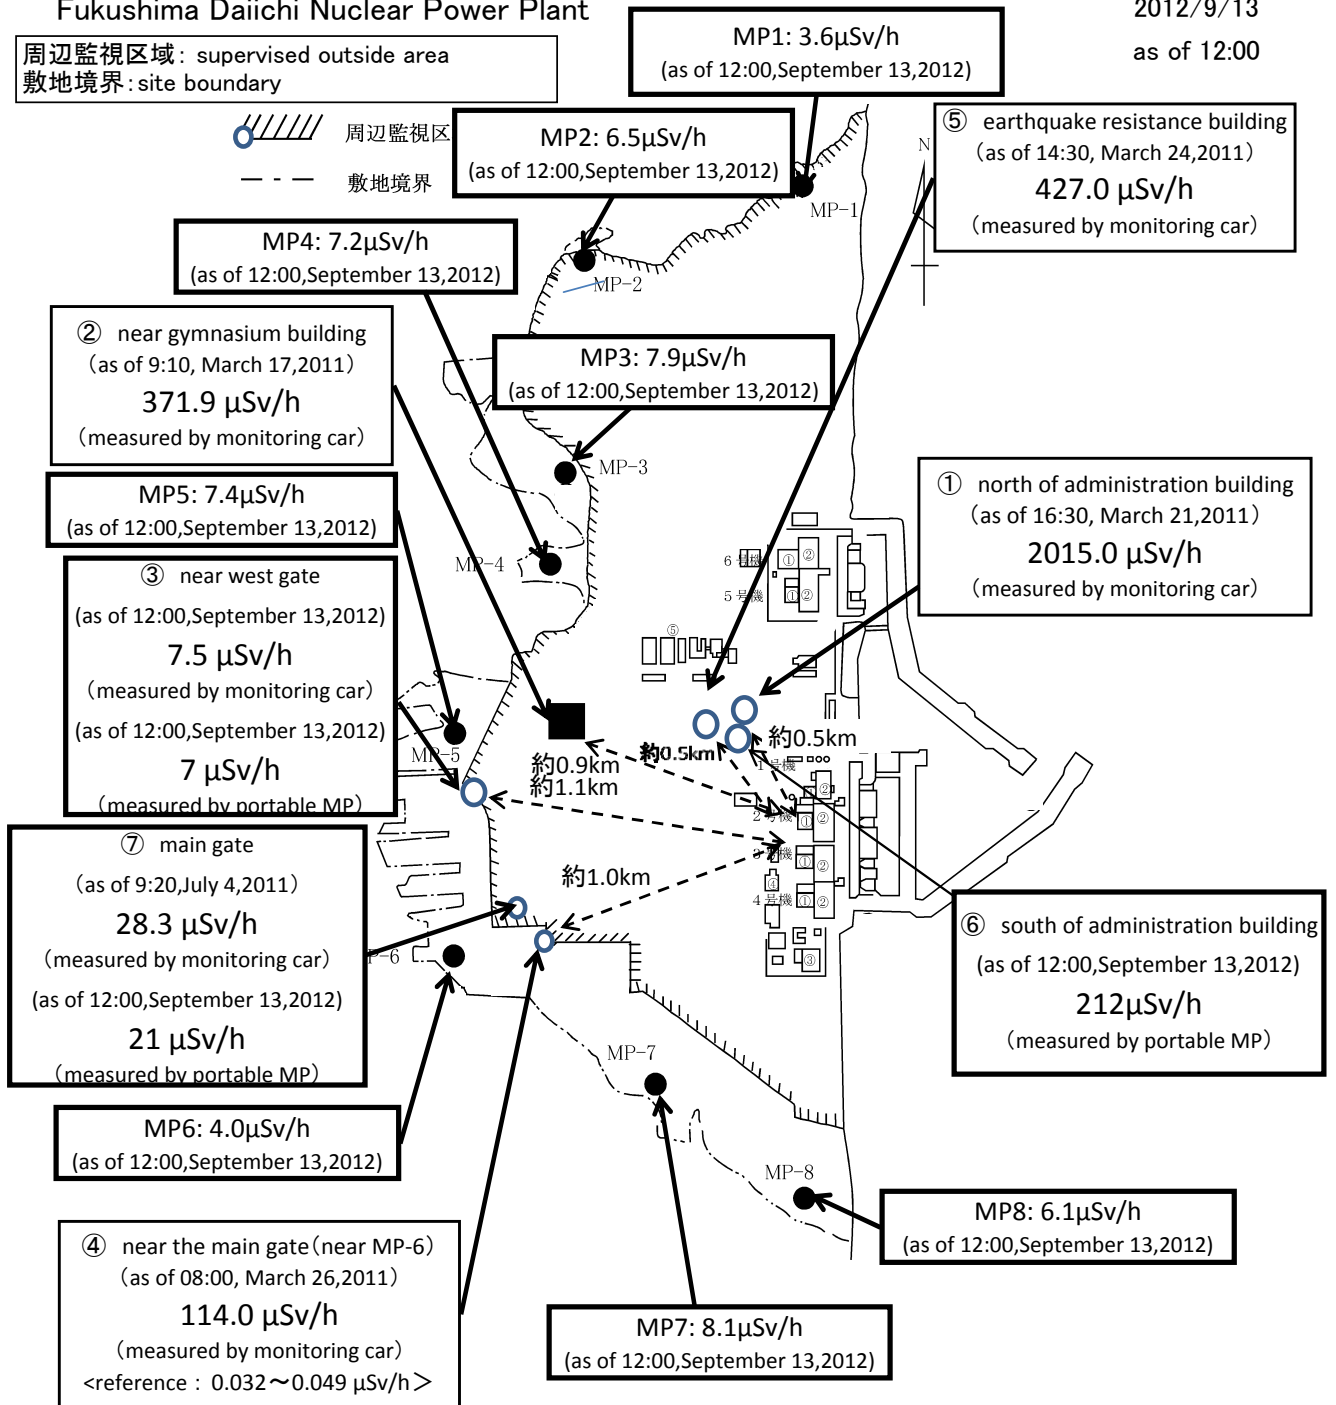 Fukushima Daiichi Nuclear Power Plant
2012/9/13
as of 12:00
周辺監視区域: supervised outside area
敷地境界:site boundary
周辺監視区
敷地境界
MP1: 3.6μSv/h
(as of 12:00,September 13,2012)
MP2: 6.5μSv/h
(as of 12:00,September 13,2012)
⑤ earthquake resistance building
(as of 14:30, March 24,2011)
427.0 μSv/h
(measured by monitoring car)
N
MP-1
MP4: 7.2μSv/h
(as of 12:00,September 13,2012)
MP-2
② near gymnasium building
(as of 9:10, March 17,2011)
371.9 μSv/h
(measured by monitoring car)
MP3: 7.9μSv/h
(as of 12:00,September 13,2012)
MP-3
MP5: 7.4μSv/h
(as of 12:00,September 13,2012)
① north of administration building
(as of 16:30, March 21,2011)
2015.0 μSv/h
(measured by monitoring car)
MP-4
③ near west gate
(as of 12:00,September 13,2012)
7.5 μSv/h
(measured by monitoring car)
(as of 12:00,September 13,2012)
7 μSv/h
(measured by portable MP)
6号機
① ②
5号機
① ②
⑤
MP-5
約0.9km
約1.1km
約0.5km
約0.5km
1号機
②
2号機
① ②
3号機
① ②
④
4号機
① ②
③
約1.0km
⑦ main gate
(as of 9:20,July 4,2011)
28.3 μSv/h
(measured by monitoring car)
(as of 12:00,September 13,2012)
21 μSv/h
(measured by portable MP)
P-6
⑥ south of administration building
(as of 12:00,September 13,2012)
212μSv/h
(measured by portable MP)
MP-7
MP6: 4.0μSv/h
(as of 12:00,September 13,2012)
MP-8
MP8: 6.1μSv/h
(as of 12:00,September 13,2012)
④ near the main gate(near MP-6)
(as of 08:00, March 26,2011)
114.0 μSv/h
(measured by monitoring car)
<reference : 0.032～0.049 μSv/h>
MP7: 8.1μSv/h
(as of 12:00,September 13,2012)